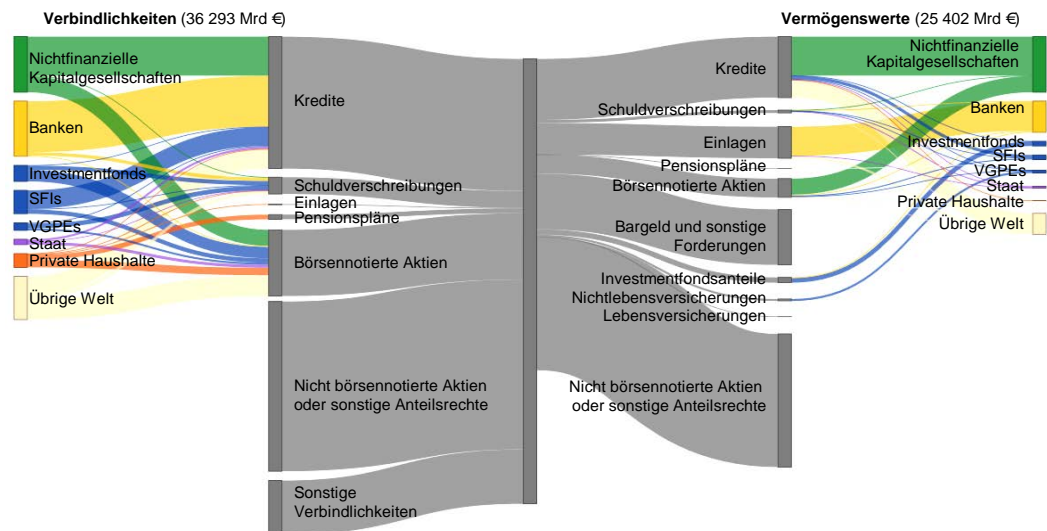 Verbindlichkeiten (36 293 Mrd €)
Nichtfinanzielle
Kapitalgesellschaften
Banken
Investmentfonds
SFIs
VGPEs
Staat
Private Haushalte
Übrige Welt
Kredite
Schuldverschreibungen
Einlagen
Pensionspläne
Börsennotierte Aktien
Nicht börsennotierte Aktien
oder sonstige Anteilsrechte
Sonstige
Verbindlichkeiten
Vermögenswerte (25 402 Mrd €)
Kredite
Schuldverschreibungen
Einlagen
Pensionspläne
Börsennotierte Aktien
Bargeld und sonstige
Forderungen
Investmentfondsanteile
Nichtlebensversicherungen
Lebensversicherungen
Nicht börsennotierte Aktien
oder sonstige Anteilsrechte
Nichtfinanzielle
Kapitalgesellschaften
Banken
Investmentfonds
SFIs
VGPEs
Staat
Private Haushalte
Übrige Welt